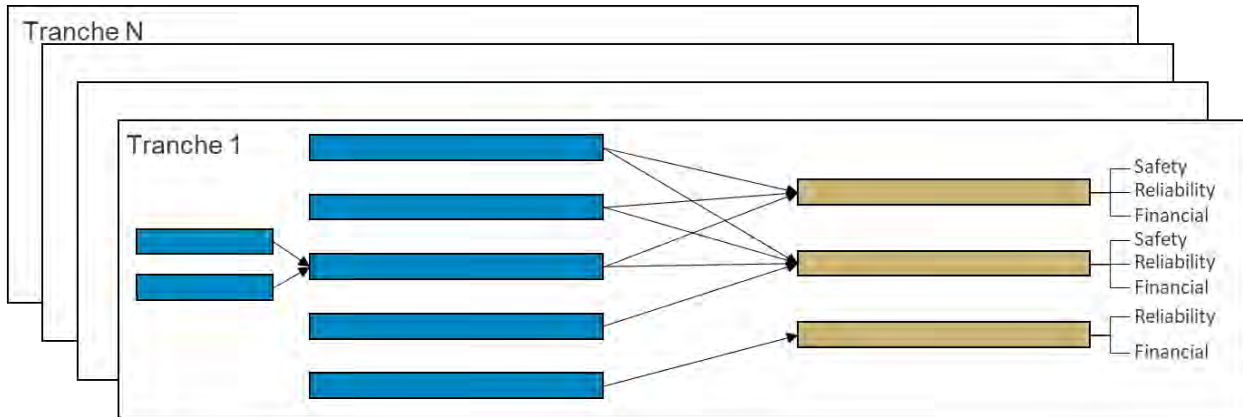 Tranche N
Tranche 1
Safety
Reliability
Financial
Safety
Reliability
Financial
Reliability
Financial